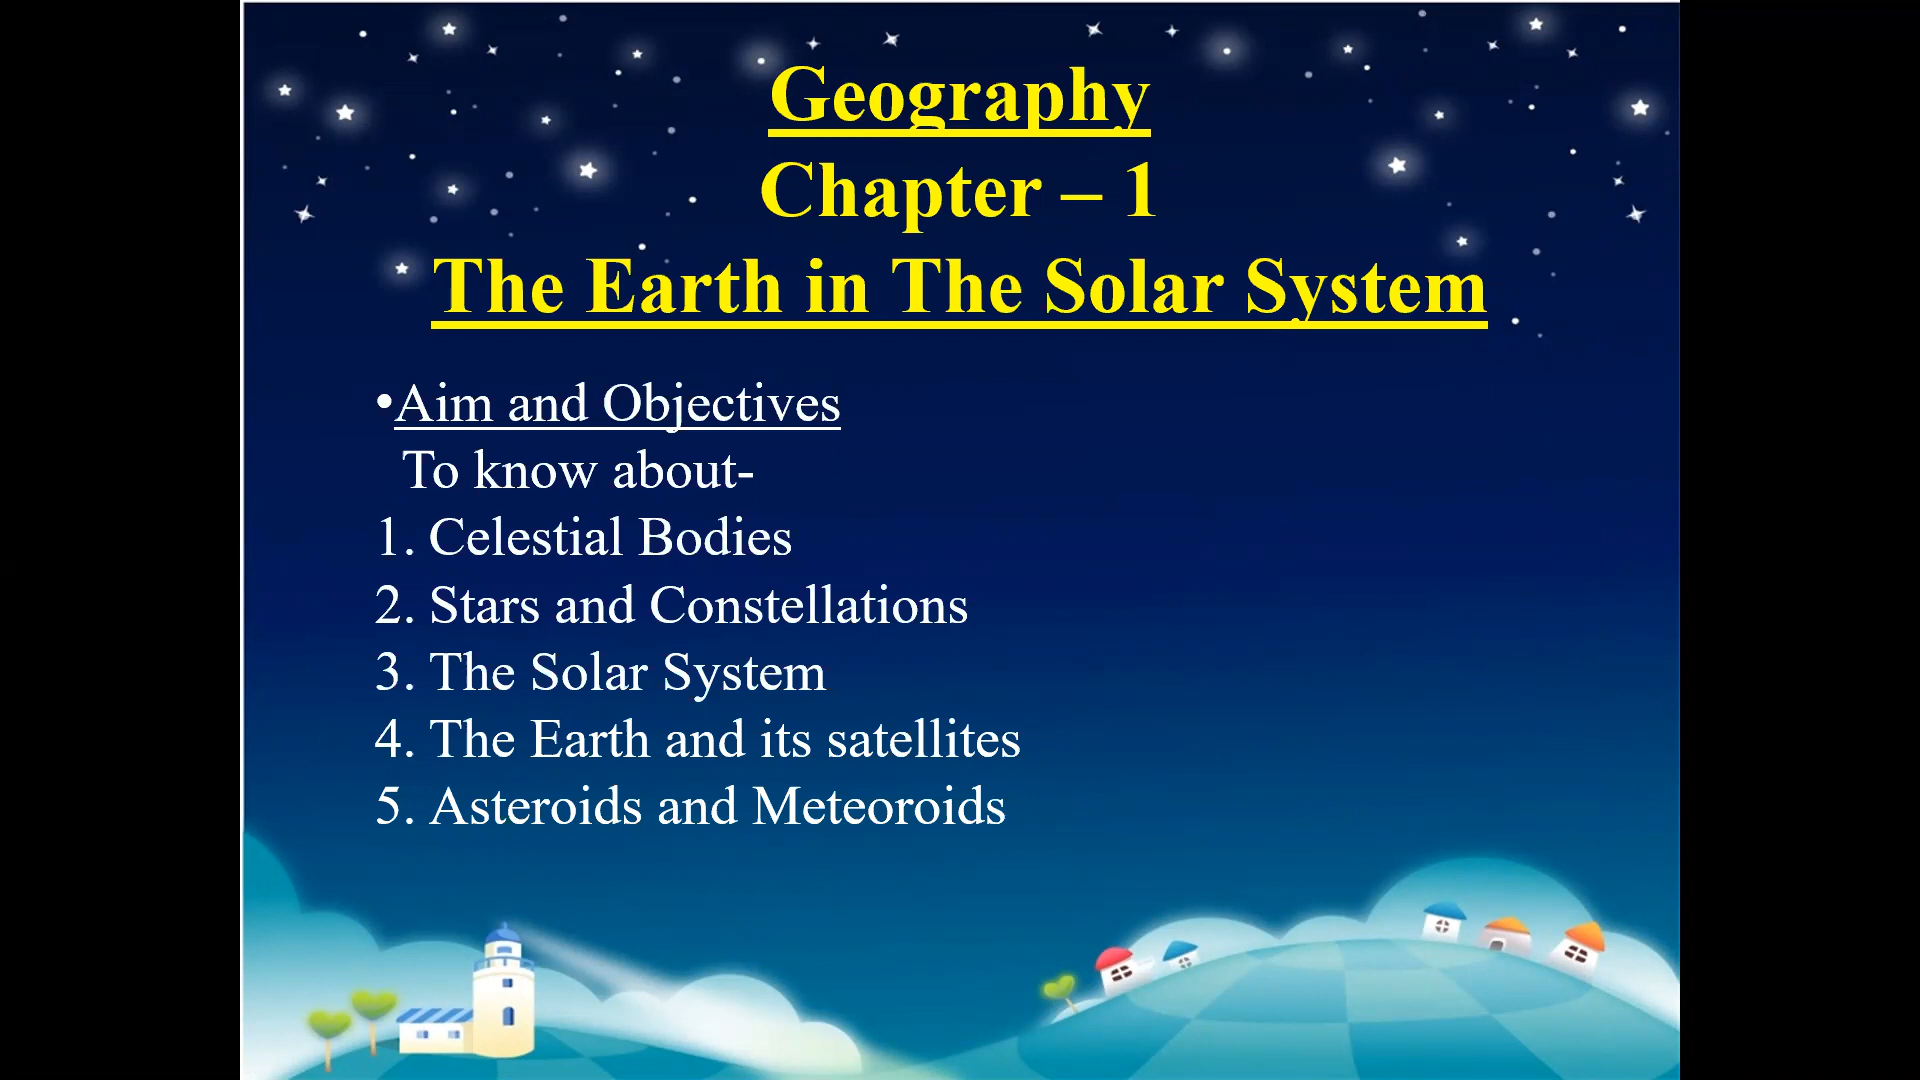 Geography
Chapter – 1
The Earth in The Solar System
•Aim and Objectives
To know about-
1. Celestial Bodies
2. Stars and Constellations
3. The Solar System
4. The Earth and its satellites
5. Asteroids and Meteoroids